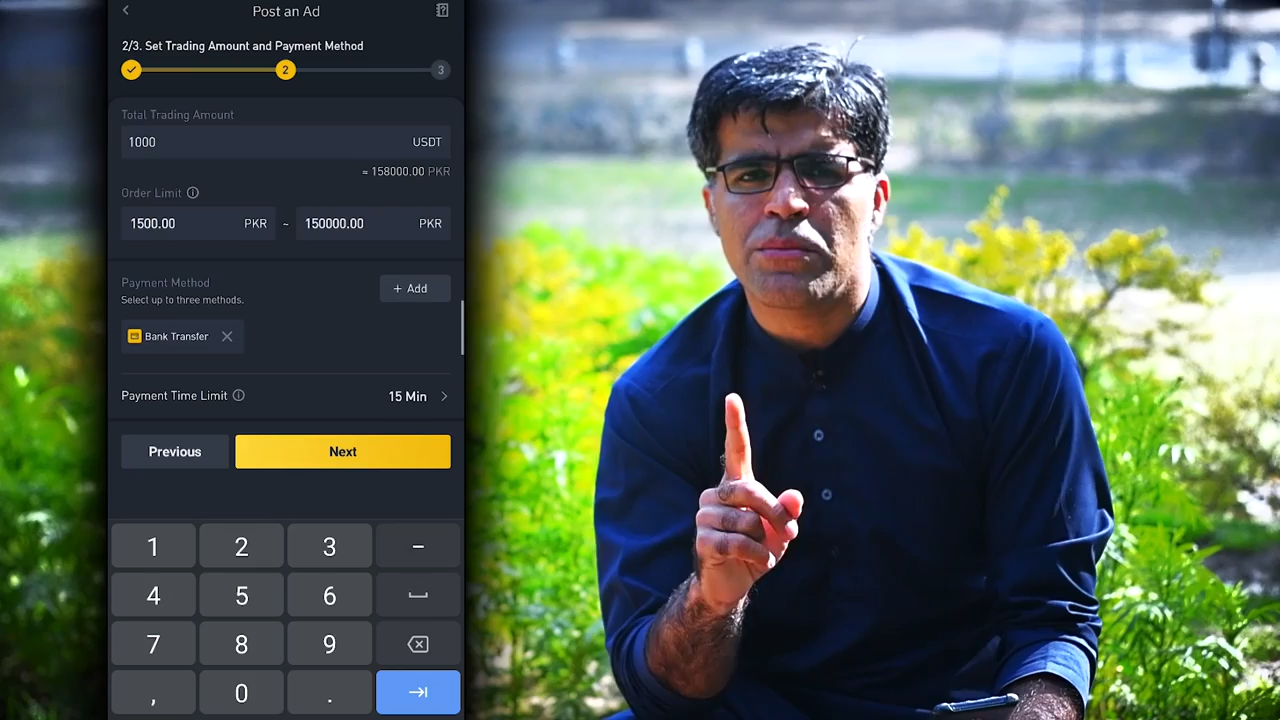 Post an Ad
2/3. Set Trading Amount and Payment Method
2
3
Total Trading Amount
1000 USDT
≈ 158000.00 PKR
Order Limit
1500.00 PKR ~ 150000.00 PKR
Payment Method
Select up to three methods.
+ Add
Bank Transfer
Payment Time Limit
15 Min
Previous
Next
1 2 3 –
4 5 6
7 8 9
, 0 .